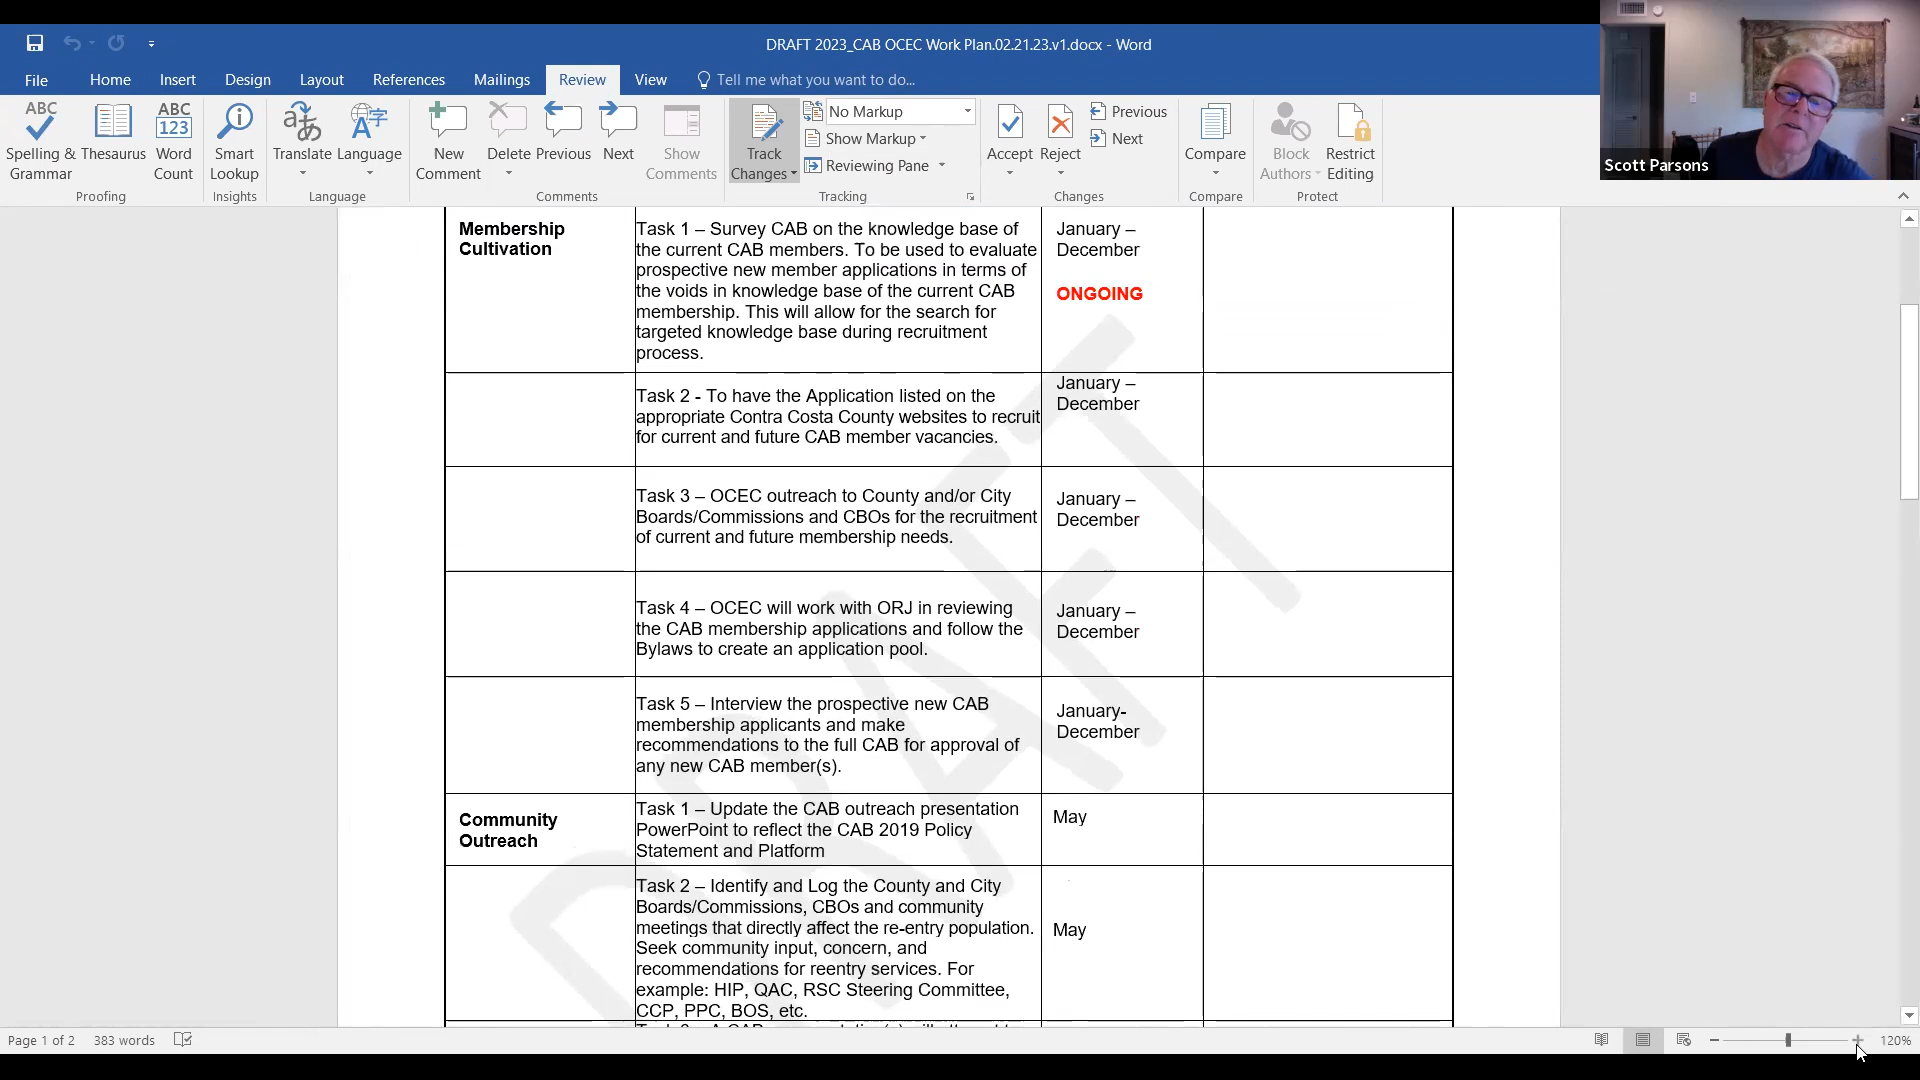 DRAFT 2023_CAB OCEC Work Plan.02.21.23.v1.docx - Word
File Home Insert Design Layout References Mailings Review View Tell me what you want to do...
ABC
Spelling &
Grammar
Thesaurus
ABC
123
Word
Count
Proofing
Smart
Lookup
Insights
Translate
Language
Language
New
Comment
Delete
Previous
Next
Show
Comments
Comments
Track
Changes
No Markup
Show Markup
Reviewing Pane
Tracking
Accept
Reject
Previous
Next
Changes
Compare
Compare
Block
Authors
Restrict
Editing
Protect
Scott Parsons
Membership
Cultivation
Task 1 – Survey CAB on the knowledge base of
the current CAB members. To be used to evaluate
prospective new member applications in terms of
the voids in knowledge base of the current CAB
membership. This will allow for the search for
targeted knowledge base during recruitment
process.
January –
December
ONGOING
Task 2 - To have the Application listed on the
appropriate Contra Costa County websites to recruit
for current and future CAB member vacancies.
January –
December
Task 3 – OCEC outreach to County and/or City
Boards/Commissions and CBOs for the recruitment
of current and future membership needs.
January –
December
Task 4 – OCEC will work with ORJ in reviewing
the CAB membership applications and follow the
Bylaws to create an application pool.
January –
December
Task 5 – Interview the prospective new CAB
membership applicants and make
recommendations to the full CAB for approval of
any new CAB member(s).
January-
December
Community
Outreach
Task 1 – Update the CAB outreach presentation
PowerPoint to reflect the CAB 2019 Policy
Statement and Platform
May
Task 2 – Identify and Log the County and City
Boards/Commissions, CBOs and community
meetings that directly affect the re-entry population.
Seek community input, concern, and
recommendations for reentry services. For
example: HIP, QAC, RSC Steering Committee,
CCP, PPC, BOS, etc.
May
DRAFT
Page 1 of 2 383 words
120%